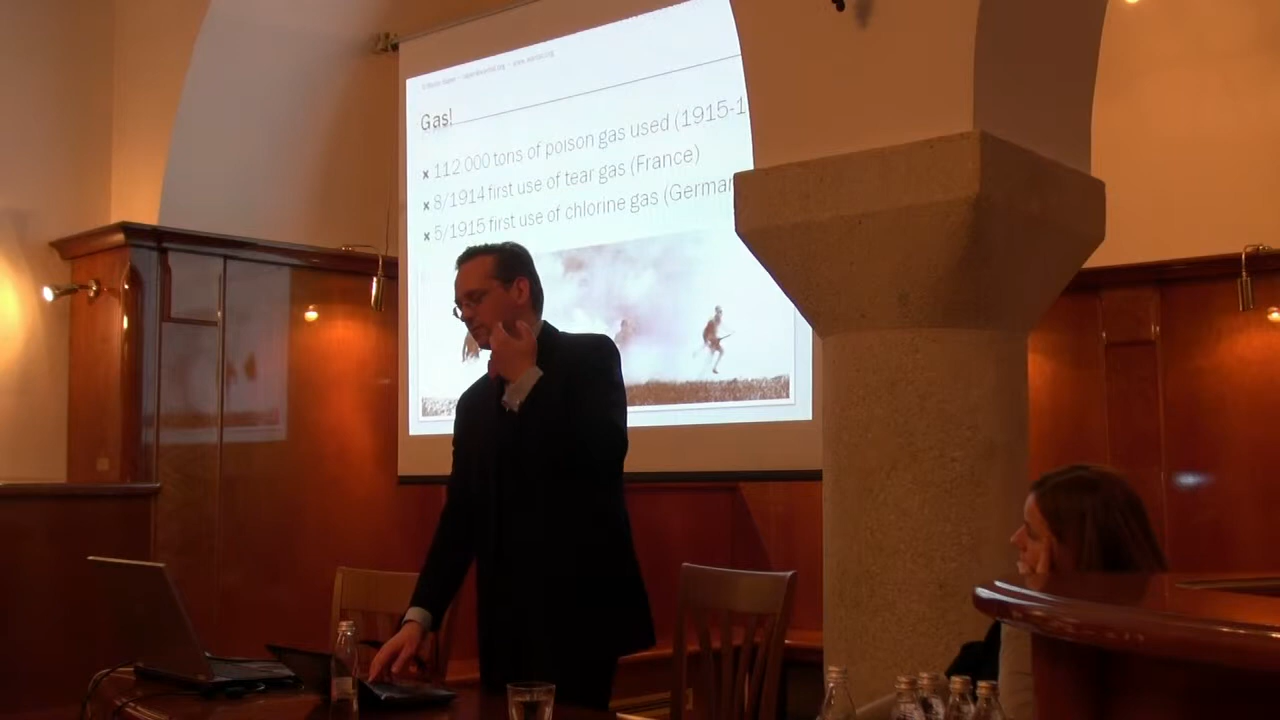 Gas!
112 000 tons of poison gas used (1915-1
8/1914 first use of tear gas (France)
5/1915 first use of chlorine gas (German